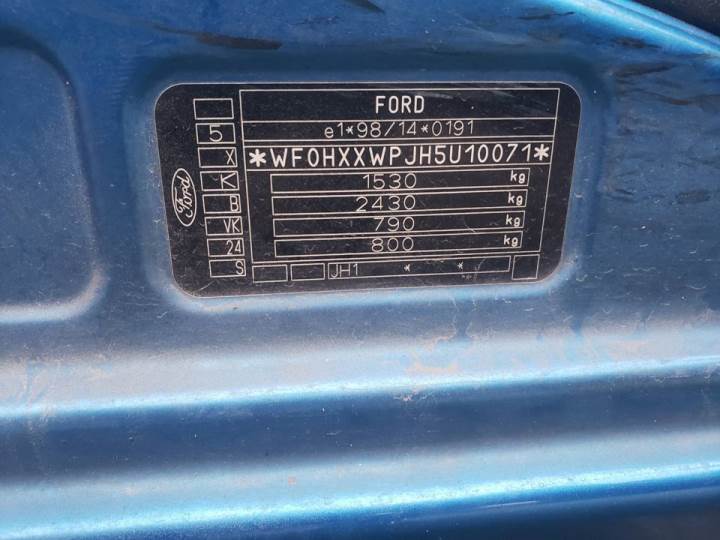 FORD
5
e1*98/14*0191
X
*WF0HXXWPJH5U10071*
K
1530 kg
B
2430 kg
VK
790 kg
24
800 kg
S
JH1 * *
Ford